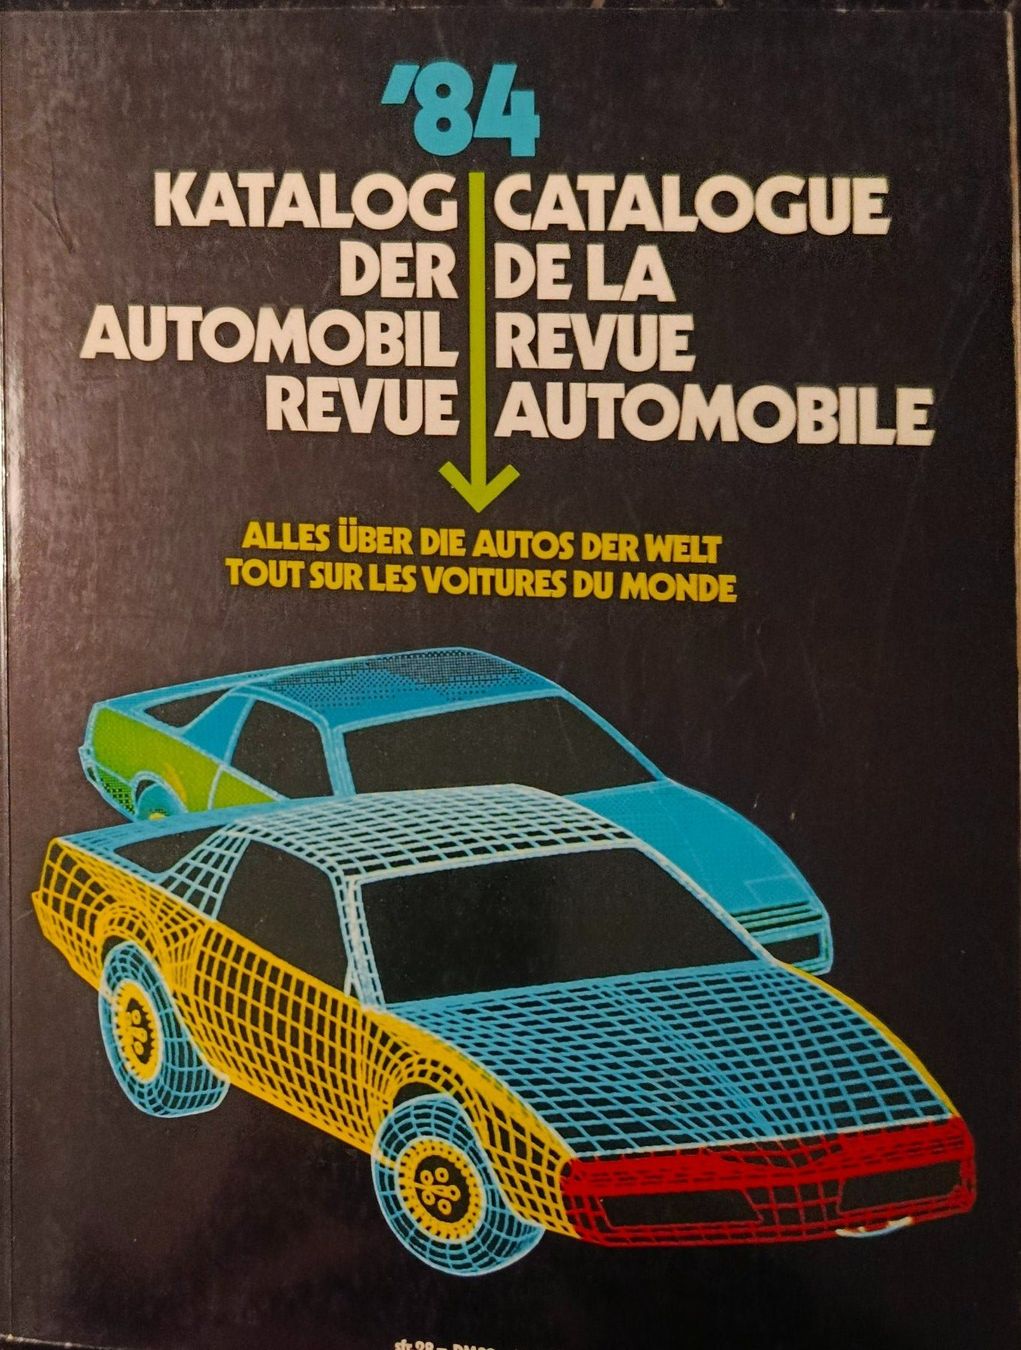 '84
KATALOG
DER
AUTOMOBIL
REVUE
CATALOGUE
DE LA
REVUE
AUTOMOBILE
ALLES ÜBER DIE AUTOS DER WELT
TOUT SUR LES VOITURES DU MONDE